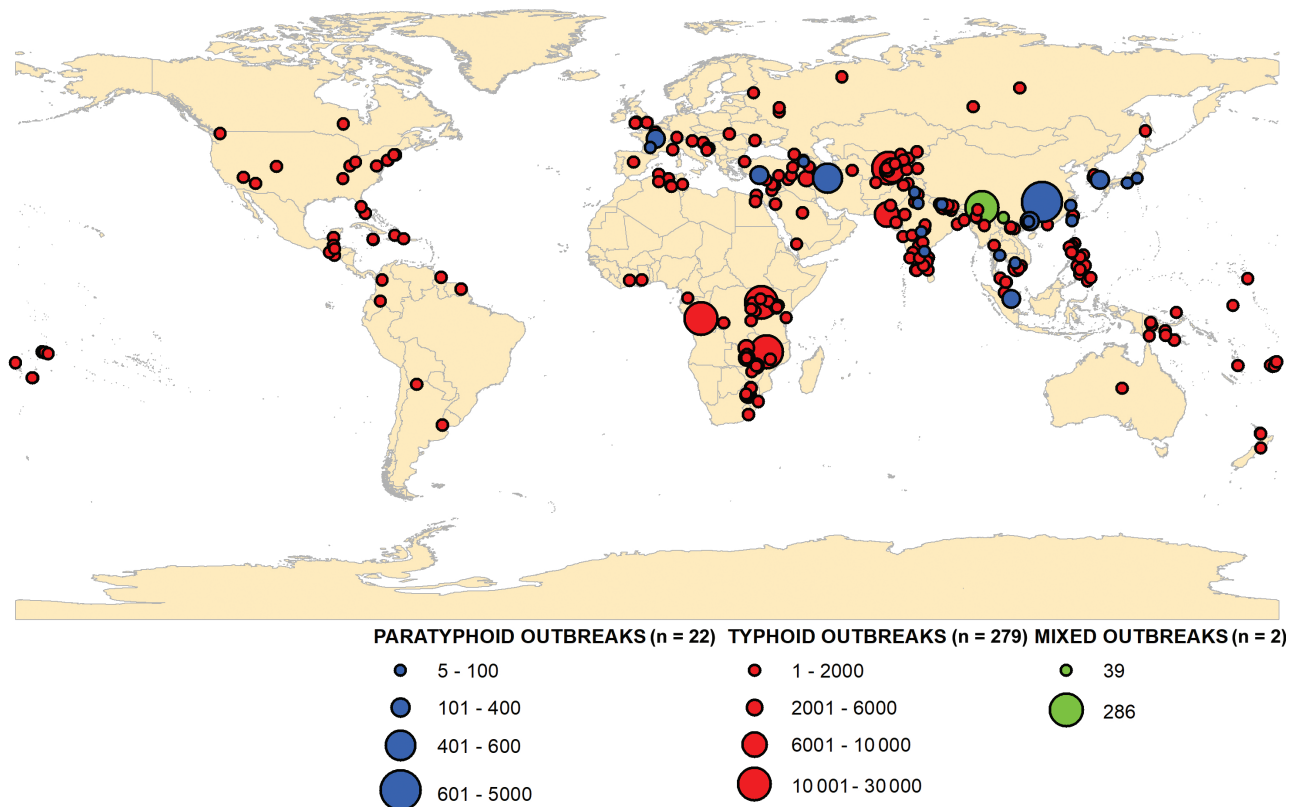 PARATYPHOID OUTBREAKS (n = 22) TYPHOID OUTBREAKS (n = 279) MIXED OUTBREAKS (n = 2)
5 - 100 1 - 2000 39
101 - 400 2001 - 6000 286
401 - 600 6001 - 10 000
601 - 5000 10 001 - 30 000